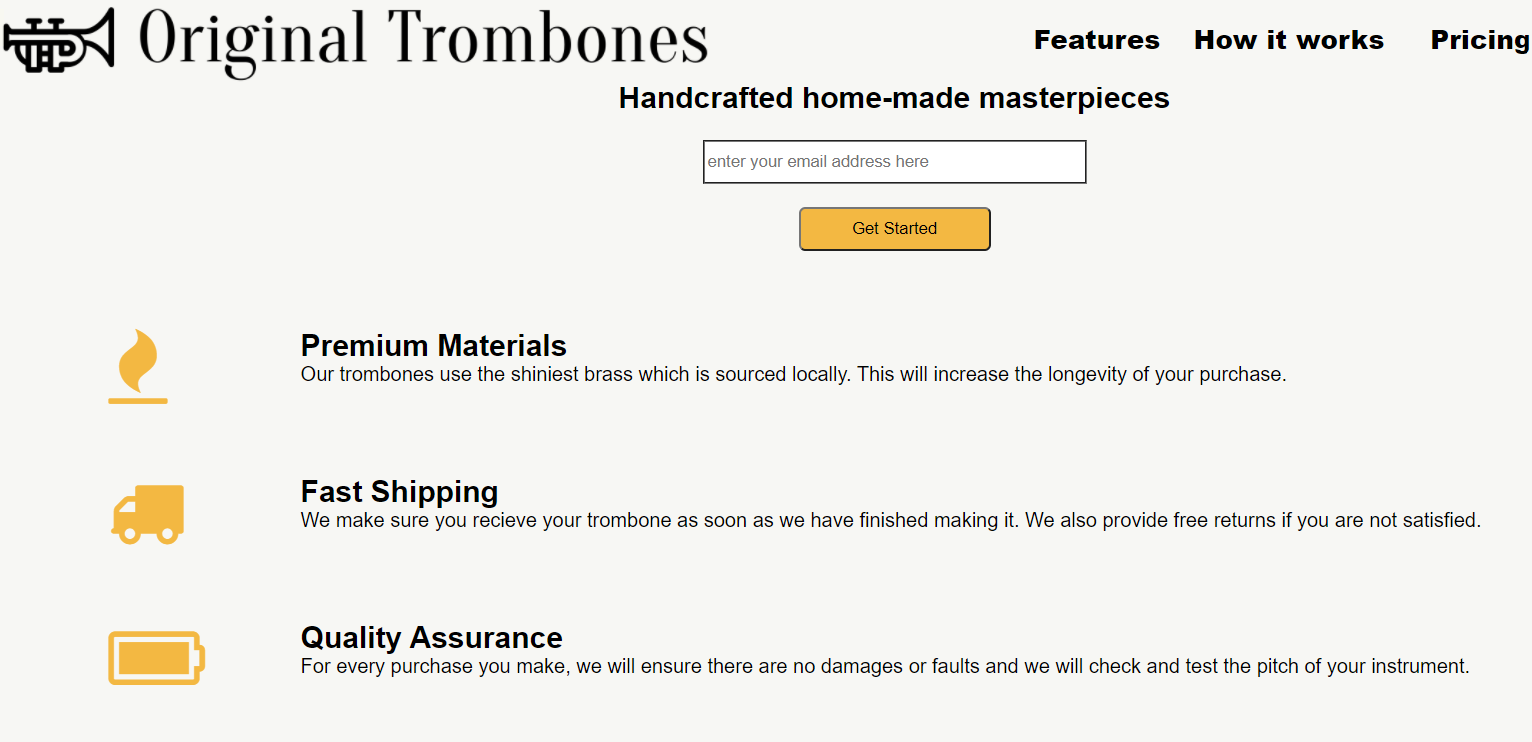 Original Trombones
Features How it works Pricing
Handcrafted home-made masterpieces
enter your email address here
Get Started
Premium Materials
Our trombones use the shiniest brass which is sourced locally. This will increase the longevity of your purchase.
Fast Shipping
We make sure you recieve your trombone as soon as we have finished making it. We also provide free returns if you are not satisfied.
Quality Assurance
For every purchase you make, we will ensure there are no damages or faults and we will check and test the pitch of your instrument.